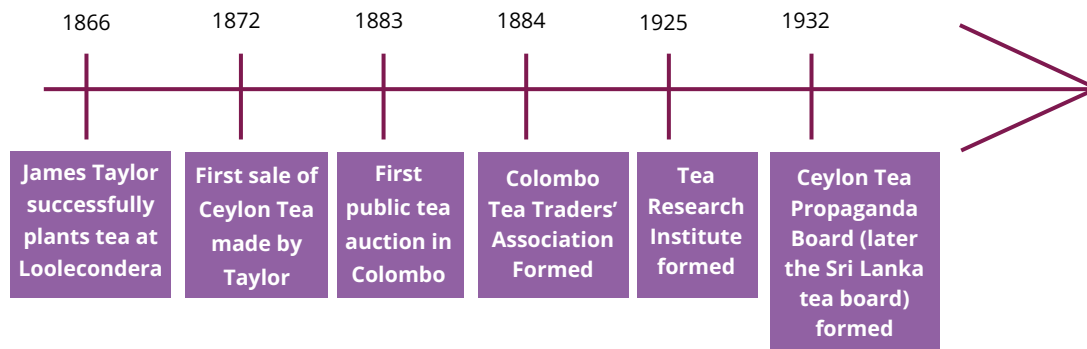 1866
1872
1883
1884
1925
1932
James Taylor
successfully
plants tea at
Loolecondera
First sale of
Ceylon Tea
made by
Taylor
First
public tea
auction in
Colombo
Colombo
Tea Traders’
Association
Formed
Tea
Research
Institute
formed
Ceylon Tea
Propaganda
Board (later
the Sri Lanka
tea board)
formed